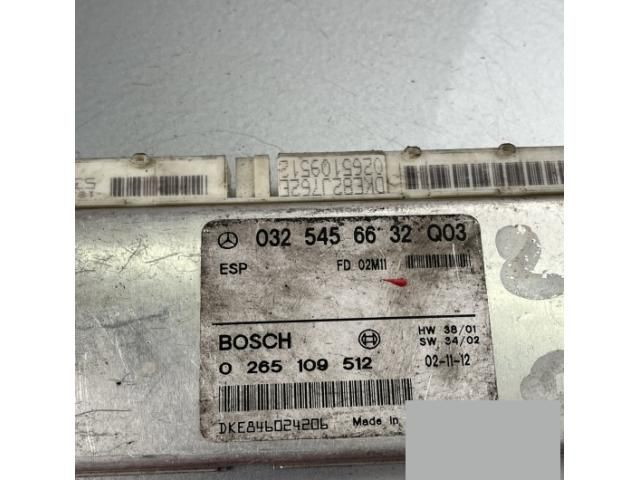 0265109512
DKE82J762E
032 545 66 32 Q03
ESP FD 02M11
BOSCH HW 38/01
SW 34/02
0 265 109 512 02-11-12
DKE846024206 Made in